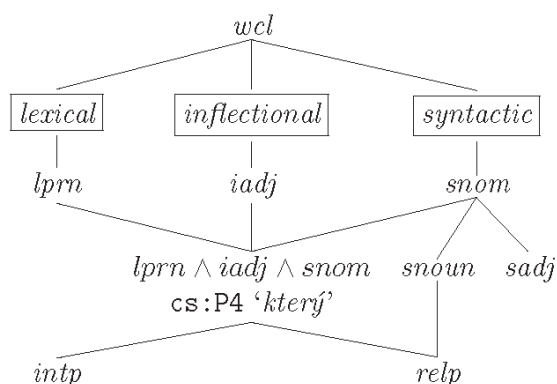 wcl
lexical inflectional syntactic
lprn iadj snom
lprn ∧ iadj ∧ snom snoun sadj
cs:P4 ‘který’
intp relp